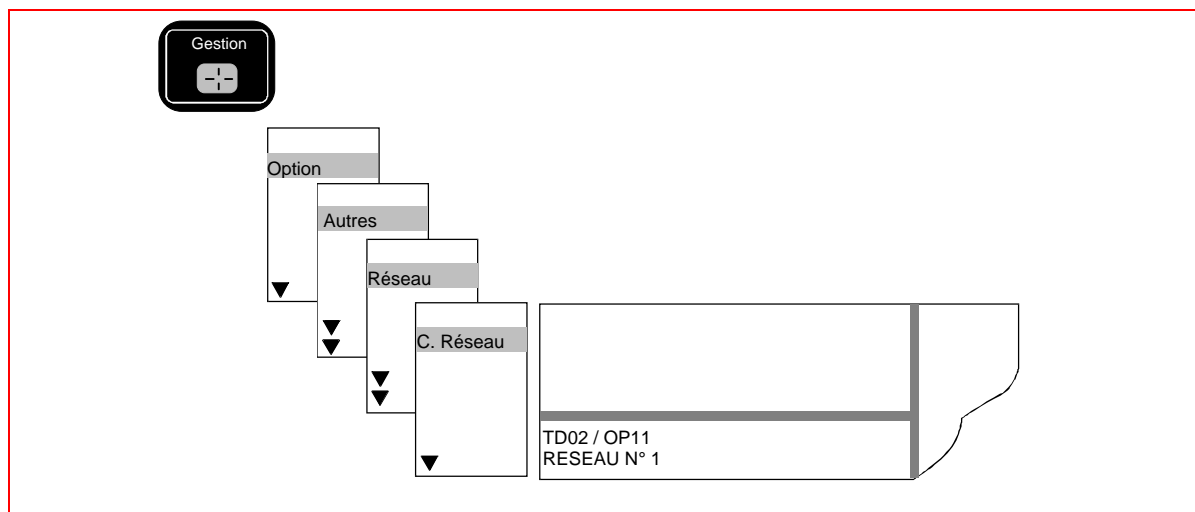 Gestion
Option
Autres
Réseau
C. Réseau
TD02 / OP11
RESEAU N° 1